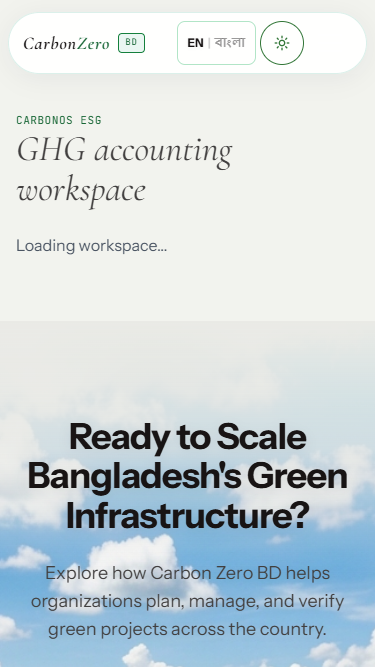 CarbonZero BD EN | বাংলা
CARBONOS ESG
GHG accounting
workspace
Loading workspace...
Ready to Scale
Bangladesh's Green
Infrastructure?
Explore how Carbon Zero BD helps
organizations plan, manage, and verify
green projects across the country.